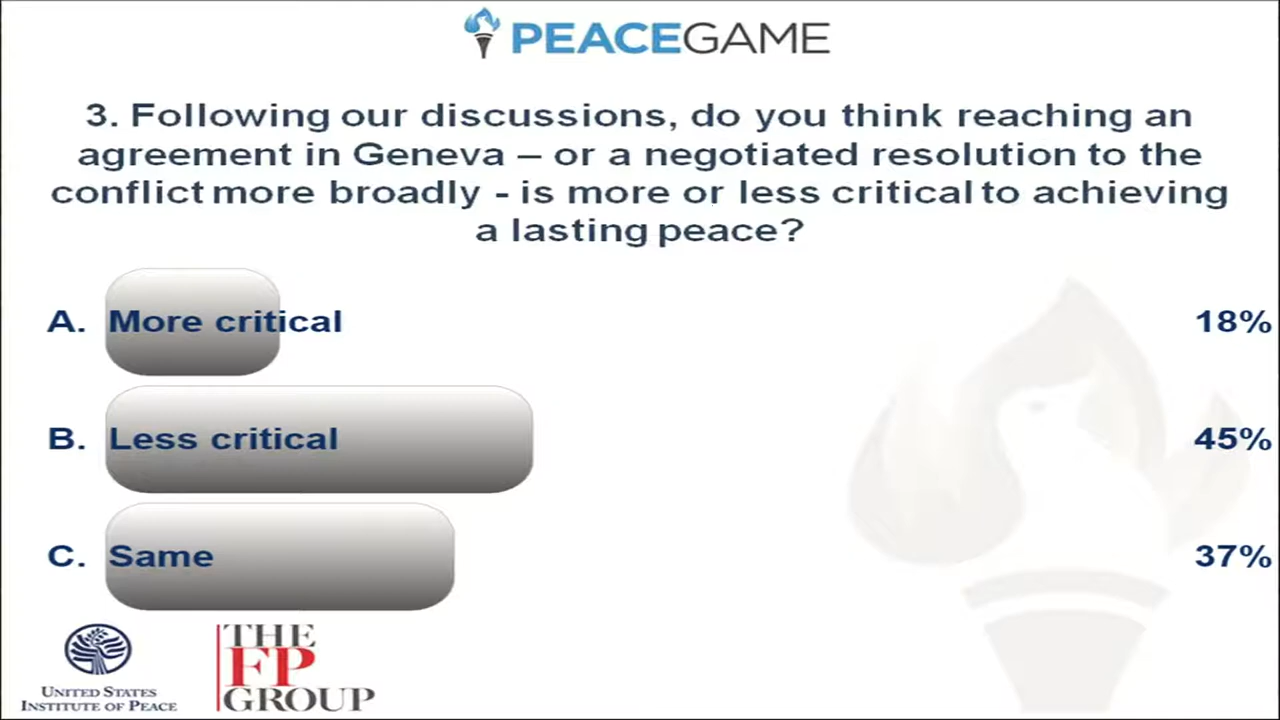 PEACEGAME
3. Following our discussions, do you think reaching an
agreement in Geneva – or a negotiated resolution to the
conflict more broadly - is more or less critical to achieving
a lasting peace?
A. More critical 18%
B. Less critical 45%
C. Same 37%
UNITED STATES
INSTITUTE OF PEACE
THE
FP
GROUP